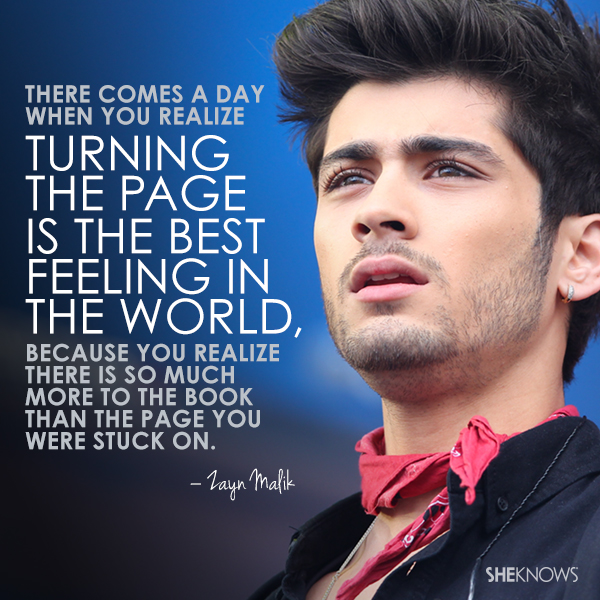 THERE COMES A DAY
WHEN YOU REALIZE
TURNING
THE PAGE
IS THE BEST
FEELING IN
THE WORLD,
BECAUSE YOU REALIZE
THERE IS SO MUCH
MORE TO THE BOOK
THAN THE PAGE YOU
WERE STUCK ON.
– Zayn Malik
SHEKNOWS